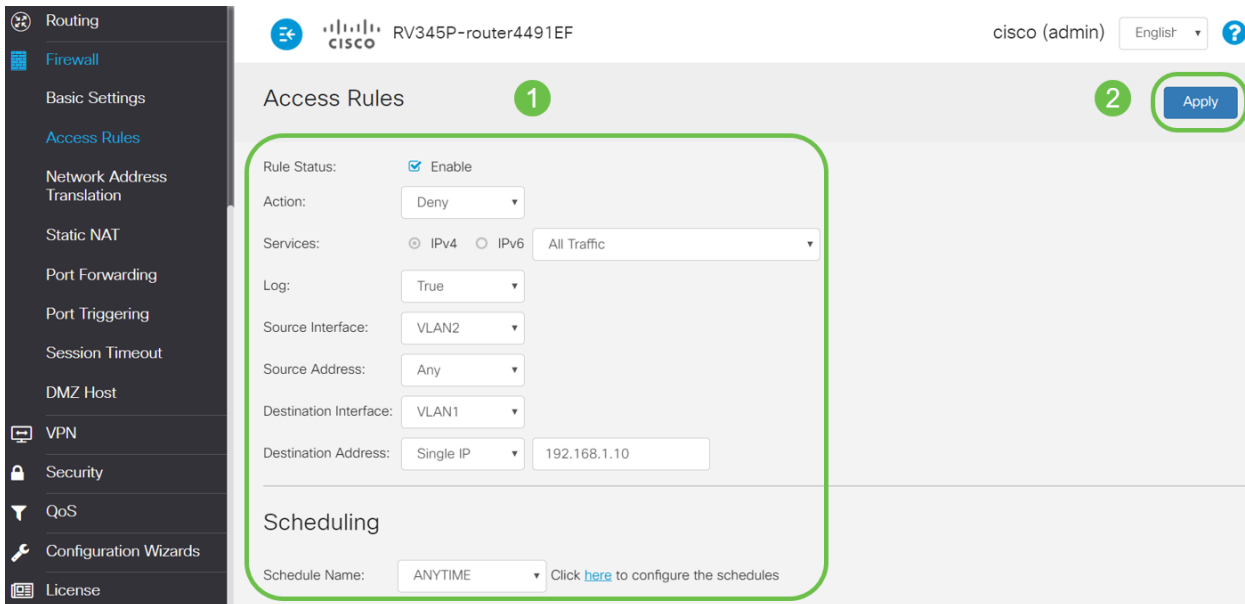 Routing
Firewall
Basic Settings
Access Rules
Network Address
Translation
Static NAT
Port Forwarding
Port Triggering
Session Timeout
DMZ Host
VPN
Security
QoS
Configuration Wizards
License
cisco RV345P-router4491EF cisco (admin) English ?
Access Rules 1 2 Apply
Rule Status: Enable
Action: Deny
Services: IPv4 IPv6 All Traffic
Log: True
Source Interface: VLAN2
Source Address: Any
Destination Interface: VLAN1
Destination Address: Single IP 192.168.1.10
Scheduling
Schedule Name: ANYTIME Click here to configure the schedules